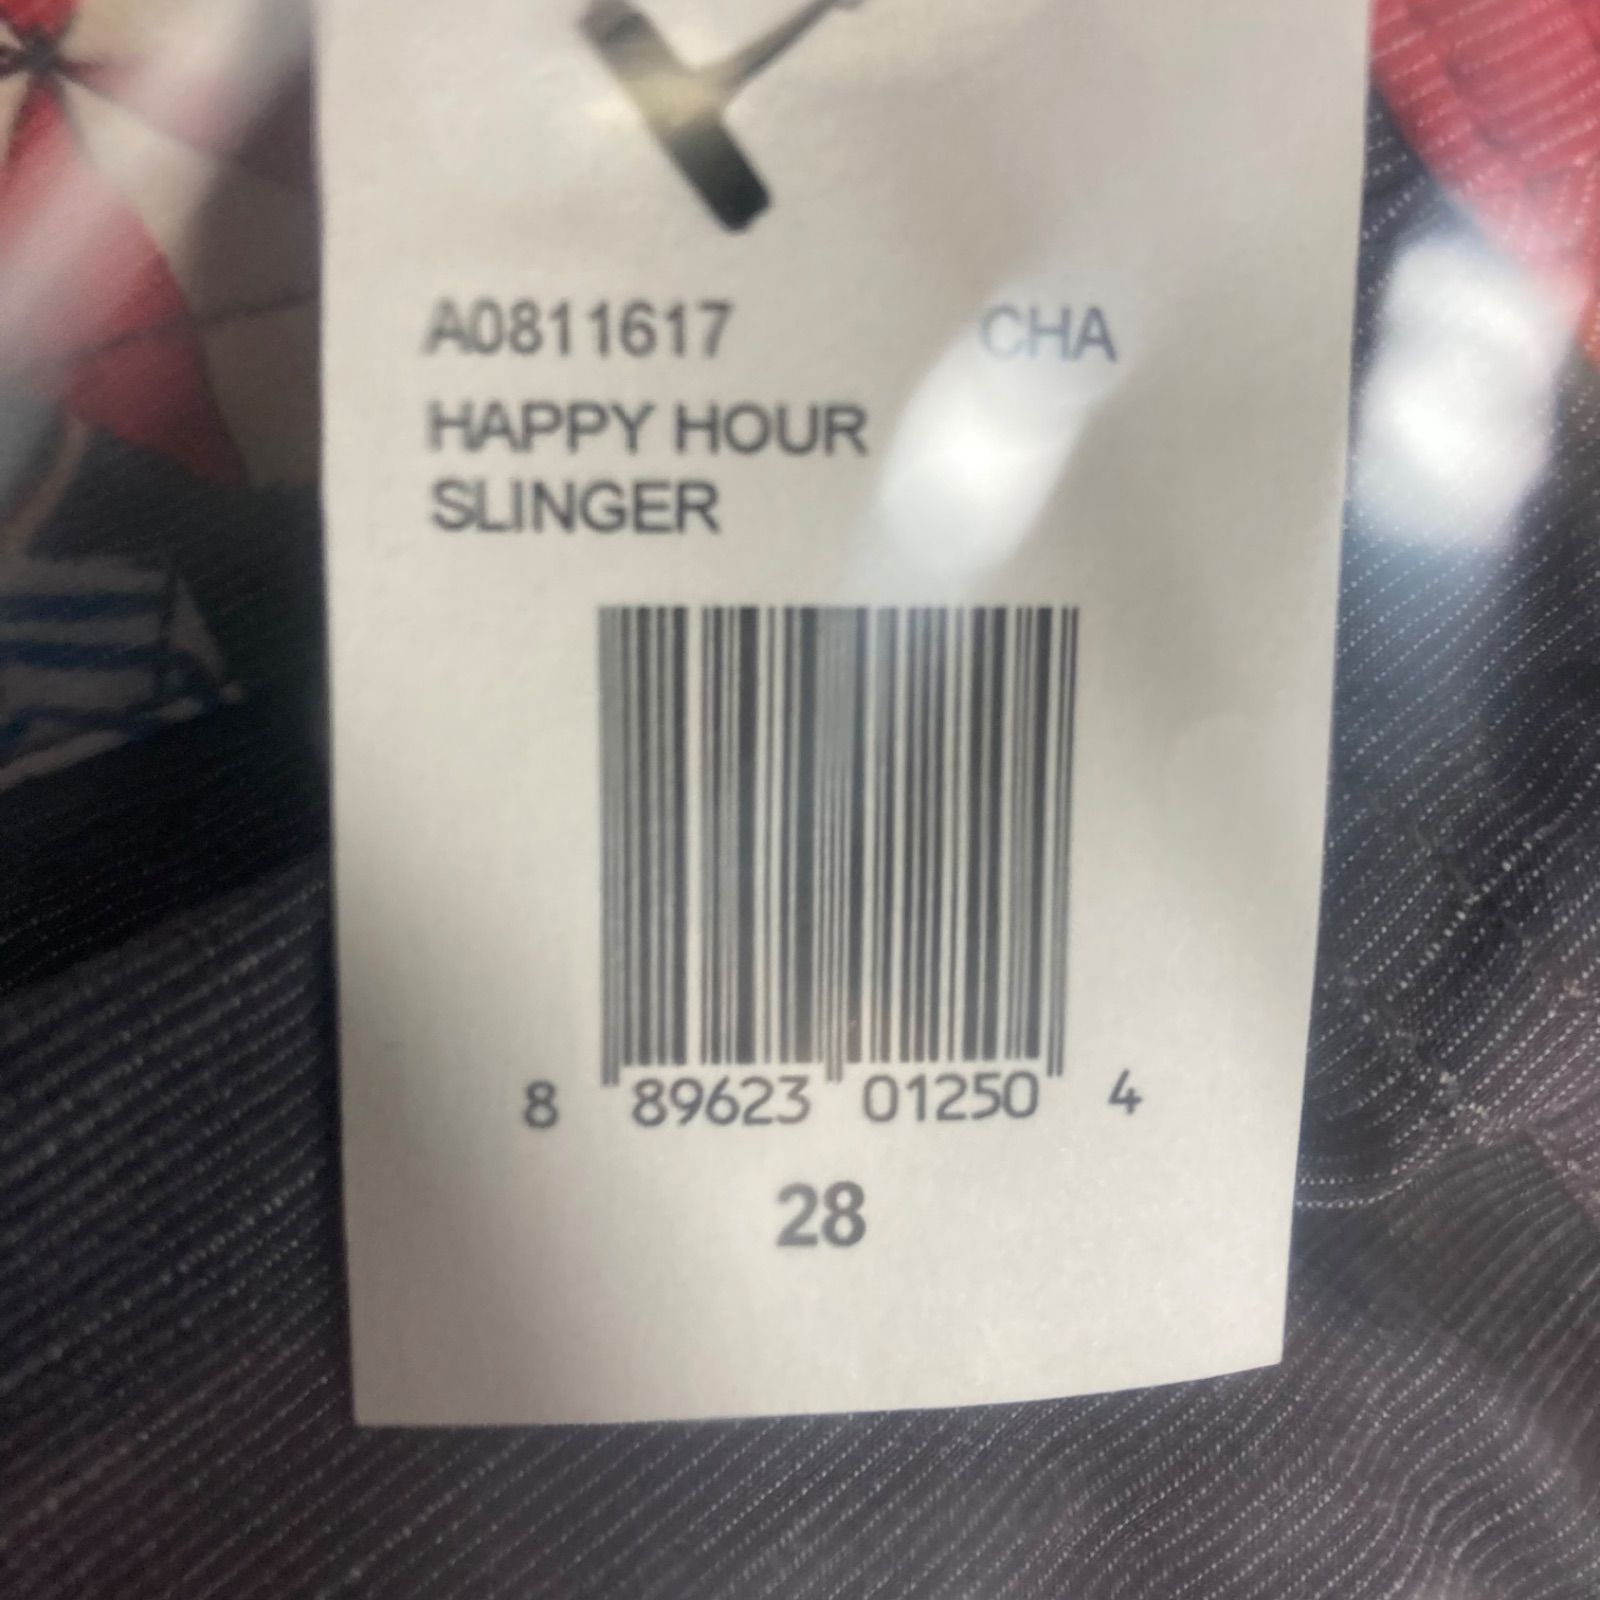 A0811617 CHA
HAPPY HOUR
SLINGER
8 89623 01250 4
28